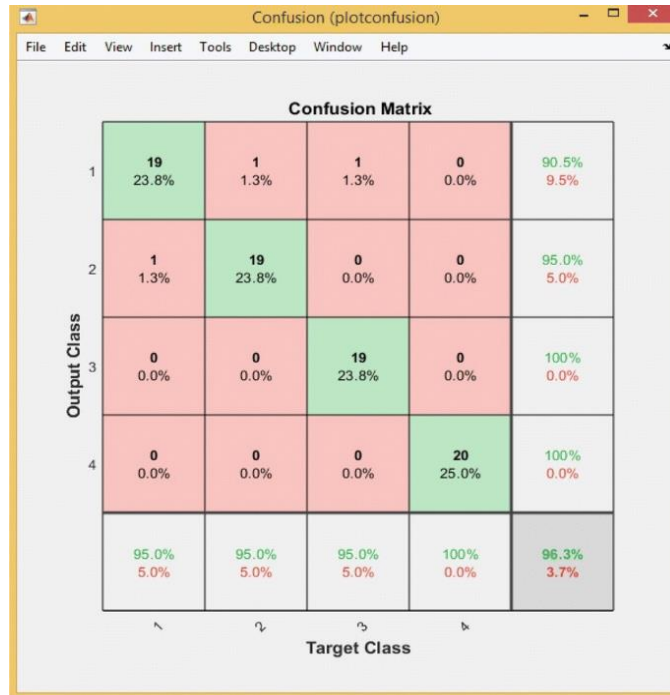 Confusion (plotconfusion)
File Edit View Insert Tools Desktop Window Help
Confusion Matrix
1 19 1 1 0 90.5%
23.8% 1.3% 1.3% 0.0% 9.5%
2 1 19 0 0 95.0%
1.3% 23.8% 0.0% 0.0% 5.0%
3 0 0 19 0 100%
0.0% 0.0% 23.8% 0.0% 0.0%
4 0 0 0 20 100%
0.0% 0.0% 0.0% 25.0% 0.0%
95.0% 95.0% 95.0% 100% 96.3%
5.0% 5.0% 5.0% 0.0% 3.7%
1 2 3 4
Target Class
Output Class